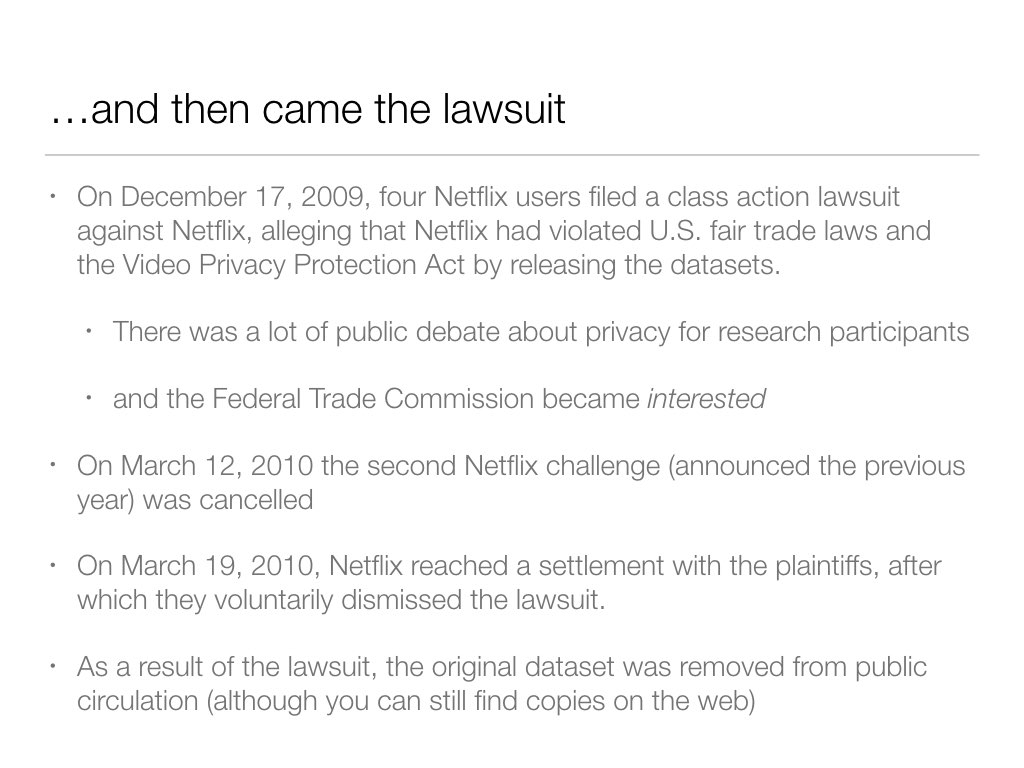 …and then came the lawsuit
• On December 17, 2009, four Netflix users filed a class action lawsuit
against Netflix, alleging that Netflix had violated U.S. fair trade laws and
the Video Privacy Protection Act by releasing the datasets.
• There was a lot of public debate about privacy for research participants
• and the Federal Trade Commission became interested
• On March 12, 2010 the second Netflix challenge (announced the previous
year) was cancelled
• On March 19, 2010, Netflix reached a settlement with the plaintiffs, after
which they voluntarily dismissed the lawsuit.
• As a result of the lawsuit, the original dataset was removed from public
circulation (although you can still find copies on the web)